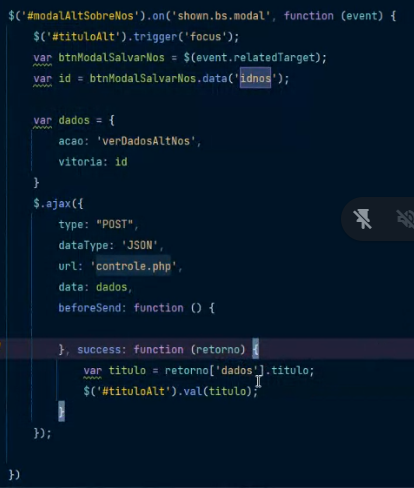 $('#modalAltSobreNos').on('shown.bs.modal', function (event) {
    $('#tituloAlt').trigger('focus');
    var btnModalSalvarNos = $(event.relatedTarget);
    var id = btnModalSalvarNos.data('idnos');

    var dados = {
        acao: 'verDadosAltNos',
        vitoria: id
    }
    $.ajax({
        type: "POST",
        dataType: 'JSON',
        url: 'controle.php',
        data: dados,
        beforeSend: function () {

        }, success: function (retorno) {
            var titulo = retorno['dados'].titulo;
            $('#tituloAlt').val(titulo);
        }
    });

})